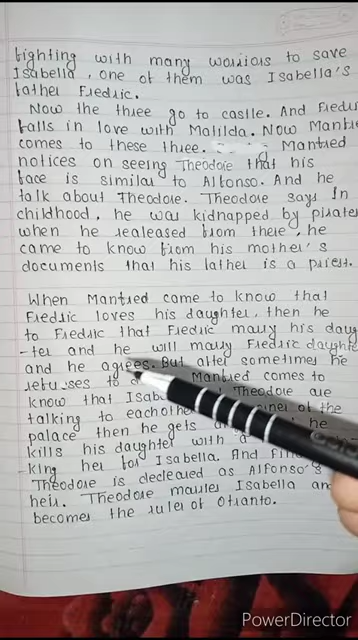 fighting with many worriors to save
Isabella, one of them was Isabella's
father Fredric.
Now the three go to castle. And Fredric
falls in love with Matilda. Now Manfred
comes to these three. Manfred
notices on seeing Theodore that his
face is similar to Alfonso. And he
talk about Theodore. Theodore says In
childhood, he was kidnapped by pirates
when he realeased from there, he
came to know from his mother's
documents that his father is a priest.
When Manfred come to know that
Fredric loves his daughter, then he
to Fredric that Fredric marry his daugh
-ter and he will marry Fredric daughter
and he agrees. But after sometimes he
refuses to Manfred comes to
know that Theodore are
talking to of the
palace then he gets he
kills his daughter with a
-king her for Isabella. And
Theodore is decleared as Alfonso's
heir. Theodore marries Isabella and
becomes the ruler of Otranto.
PowerDirector